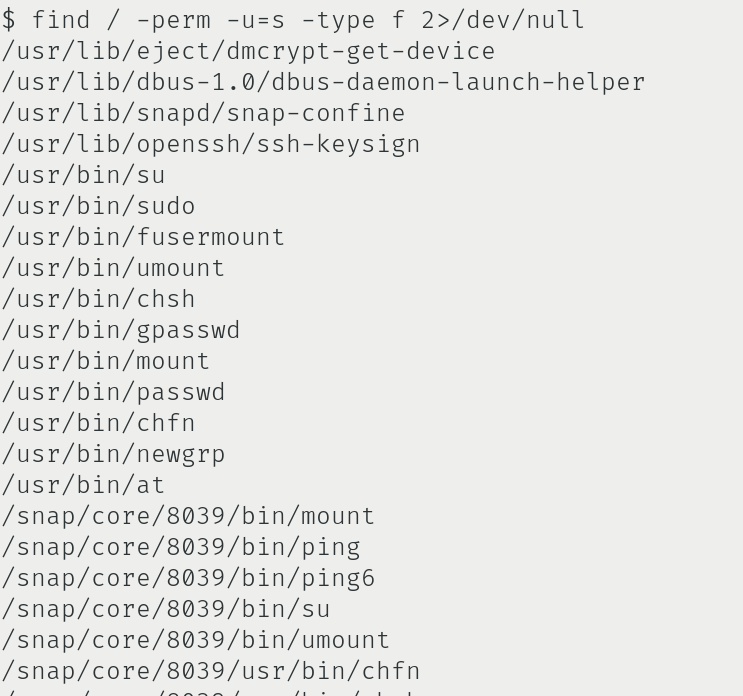 $ find / -perm -u=s -type f 2>/dev/null
/usr/lib/eject/dmcrypt-get-device
/usr/lib/dbus-1.0/dbus-daemon-launch-helper
/usr/lib/snapd/snap-confine
/usr/lib/openssh/ssh-keysign
/usr/bin/su
/usr/bin/sudo
/usr/bin/fusermount
/usr/bin/umount
/usr/bin/chsh
/usr/bin/gpasswd
/usr/bin/mount
/usr/bin/passwd
/usr/bin/chfn
/usr/bin/newgrp
/usr/bin/at
/snap/core/8039/bin/mount
/snap/core/8039/bin/ping
/snap/core/8039/bin/ping6
/snap/core/8039/bin/su
/snap/core/8039/bin/umount
/snap/core/8039/usr/bin/chfn